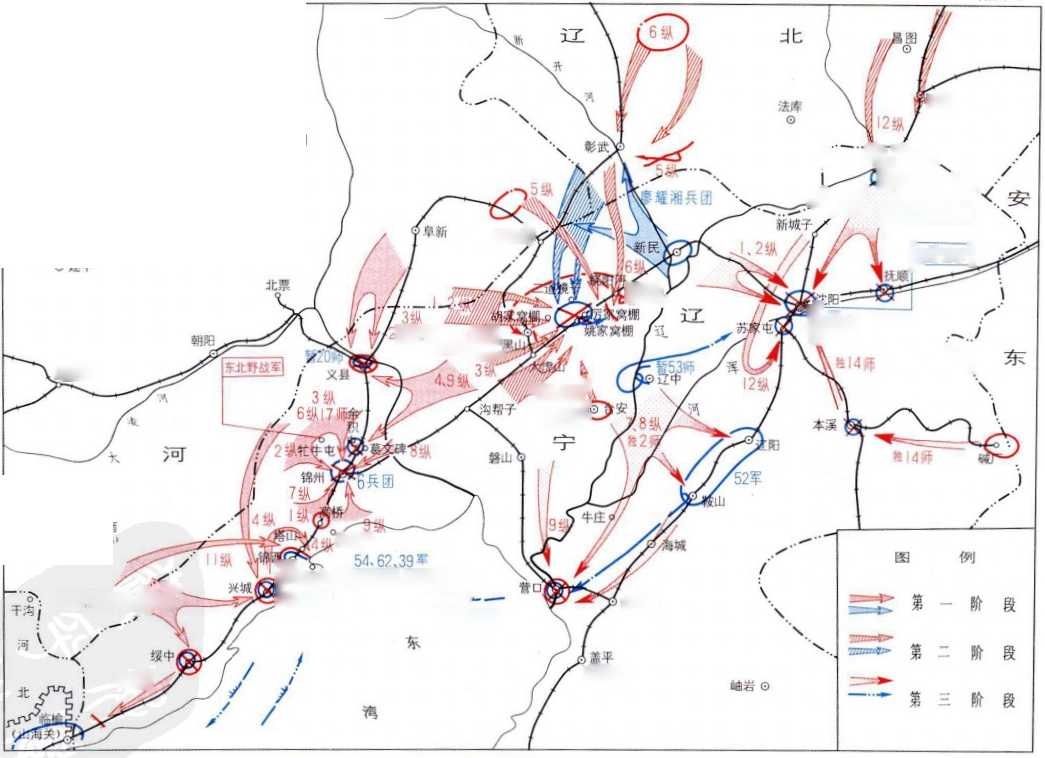 辽
北
6纵
昌图
新
开
河
法库
12纵
彰武
5纵
5纵
廖耀湘兵团
安
新城子
阜新
新民
1、2纵
6纵
抚顺
北票
3纵
胡家窝棚
厉家窝棚
姚家窝棚
辽
沈阳
苏家屯
辽
浑
朝阳
暂20师
义县
黑山
大虎山
暂53师
东
东北野战军
3纵
4、9纵
12纵
独14师
辽中
河
3纵
6纵17师
沟帮子
台安
7、8纵
独2师
本溪
河
2纵
牤牛屯
8纵
宁
磐山
辽阳
独14师
锦州
6兵团
52军
7纵
鞍山
1纵
高桥
9纵
牛庄
4纵
塔山
9纵
海城
11纵
4纵
54、62、39军
图 例
兴城
营口
第一阶段
干沟
河
北
东
第二阶段
绥中
盖平
岫岩
第三阶段
临榆
(山海关)
湾